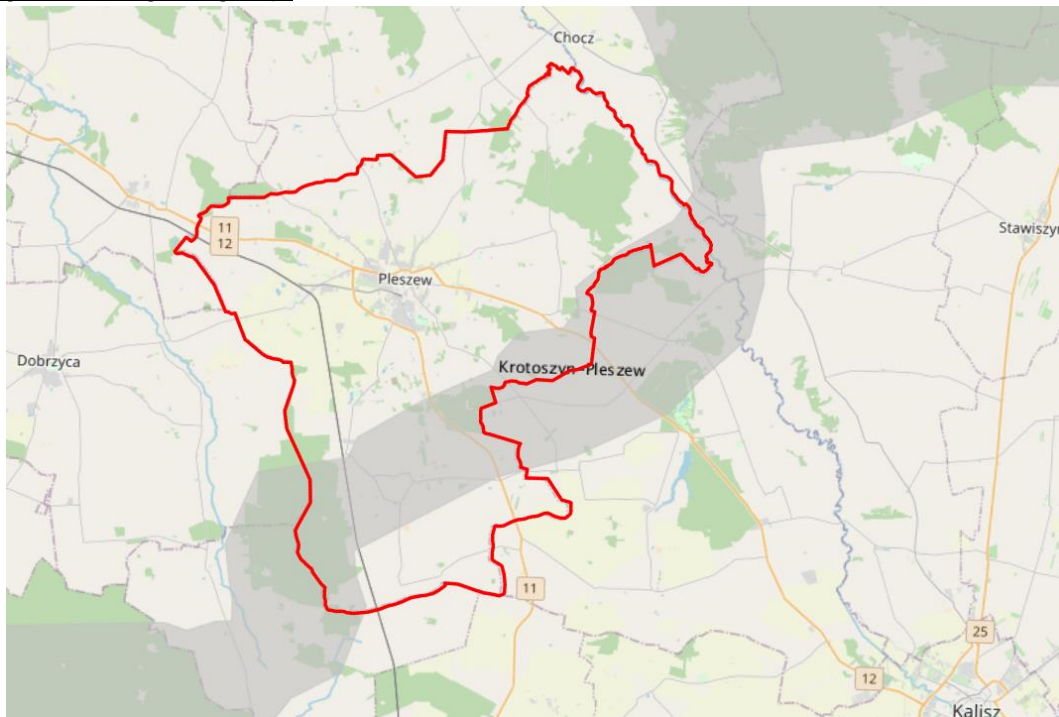 Chocz
11
12
Stawiszyn
Pleszew
Dobrzyca
Krotoszyn-Pleszew
11
25
12
Kalisz